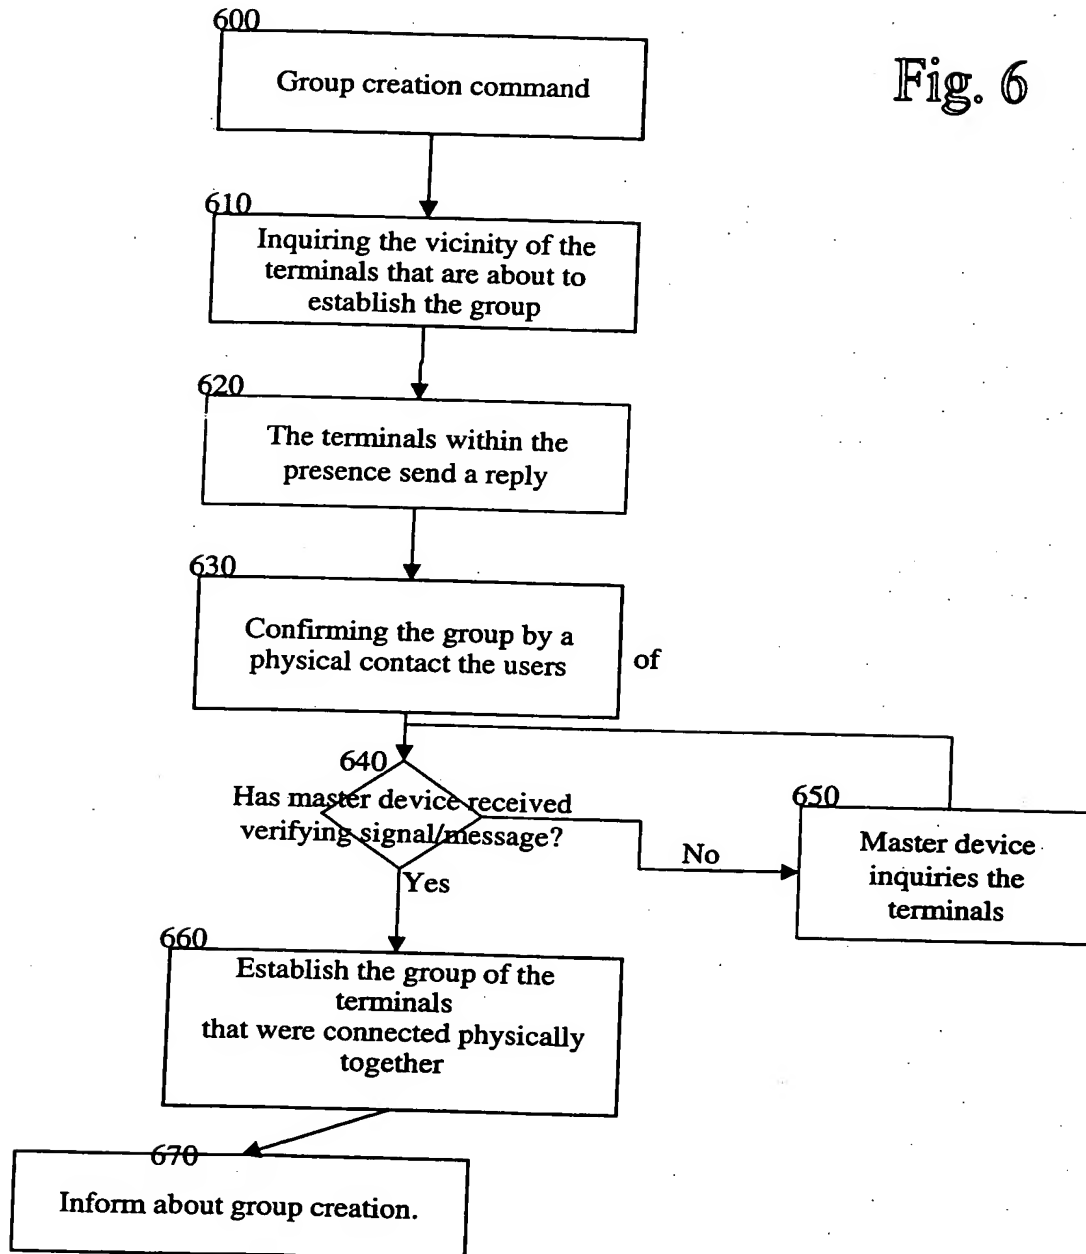 600
Fig. 6
Group creation command
610
Inquiring the vicinity of the
terminals that are about to
establish the group
620
The terminals within the
presence send a reply
630
Confirming the group by a
physical contact the users
of
640
Has master device received
verifying signal/message?
No
Yes
650
Master device
inquiries the
terminals
660
Establish the group of the
terminals
that were connected physically
together
670
Inform about group creation.